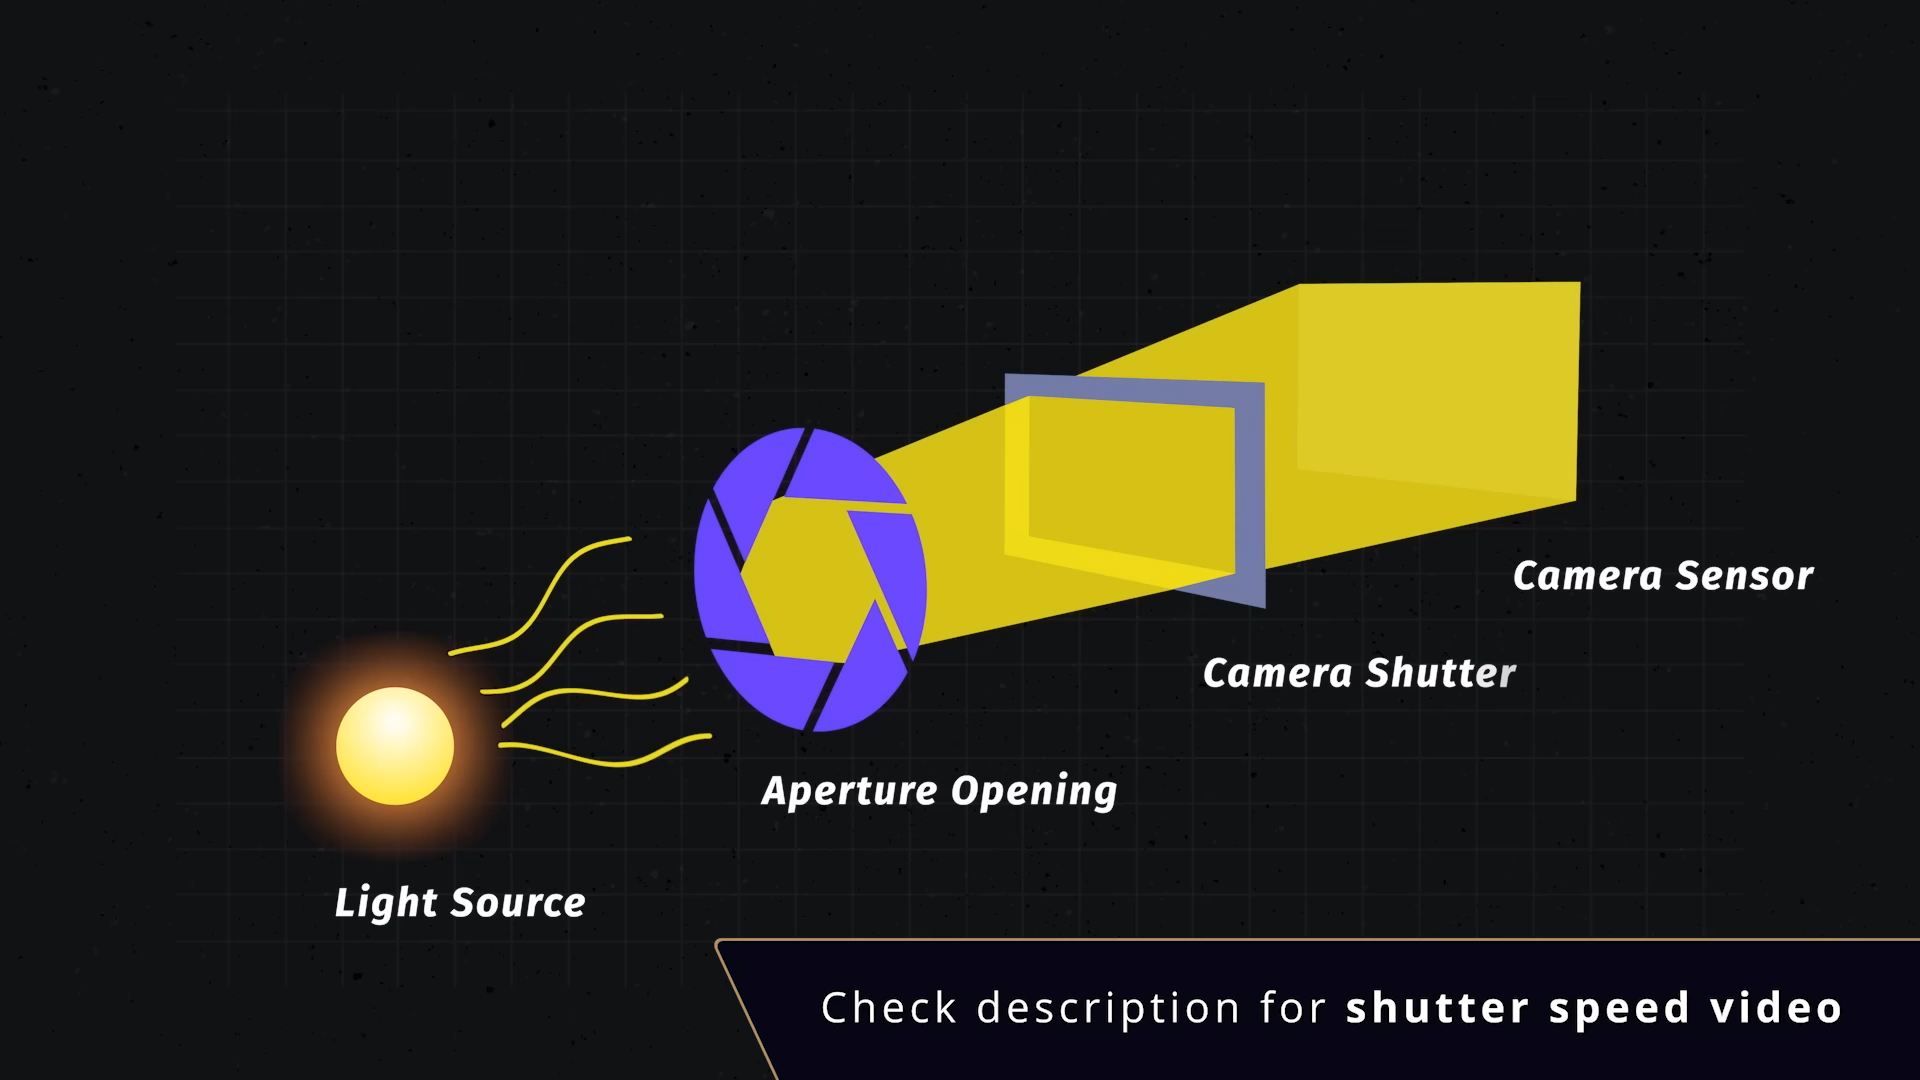 Camera Sensor
Camera Shutter
Aperture Opening
Light Source
Check description for shutter speed video